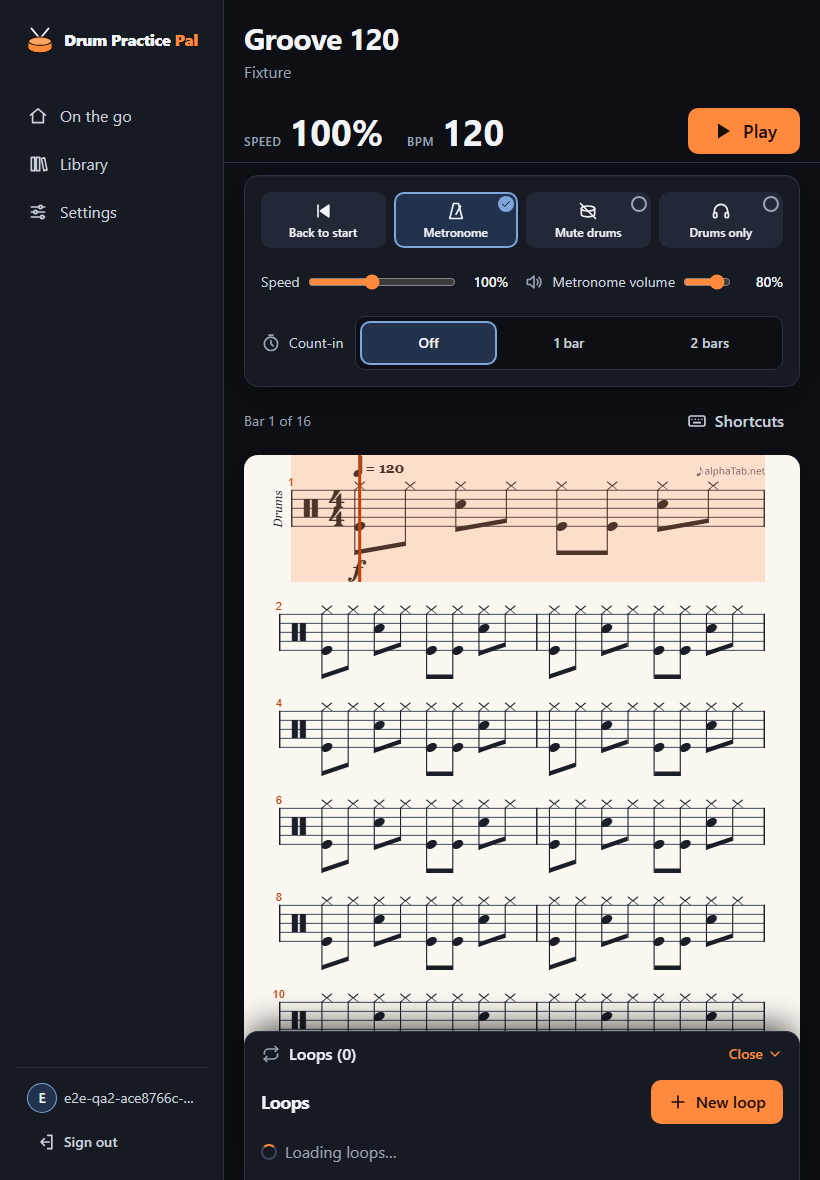 Drum Practice Pal
On the go
Library
Settings
E e2e-qa2-ace8766c-...
Sign out
Groove 120
Fixture
SPEED 100% BPM 120
Play
Back to start
Metronome
Mute drums
Drums only
Speed 100%
Metronome volume 80%
Count-in Off 1 bar 2 bars
Bar 1 of 16
Shortcuts
= 120
alphaTab.net
1
Drums
4
4
f
2
4
6
8
10
Loops (0)
Close
Loops
New loop
Loading loops...